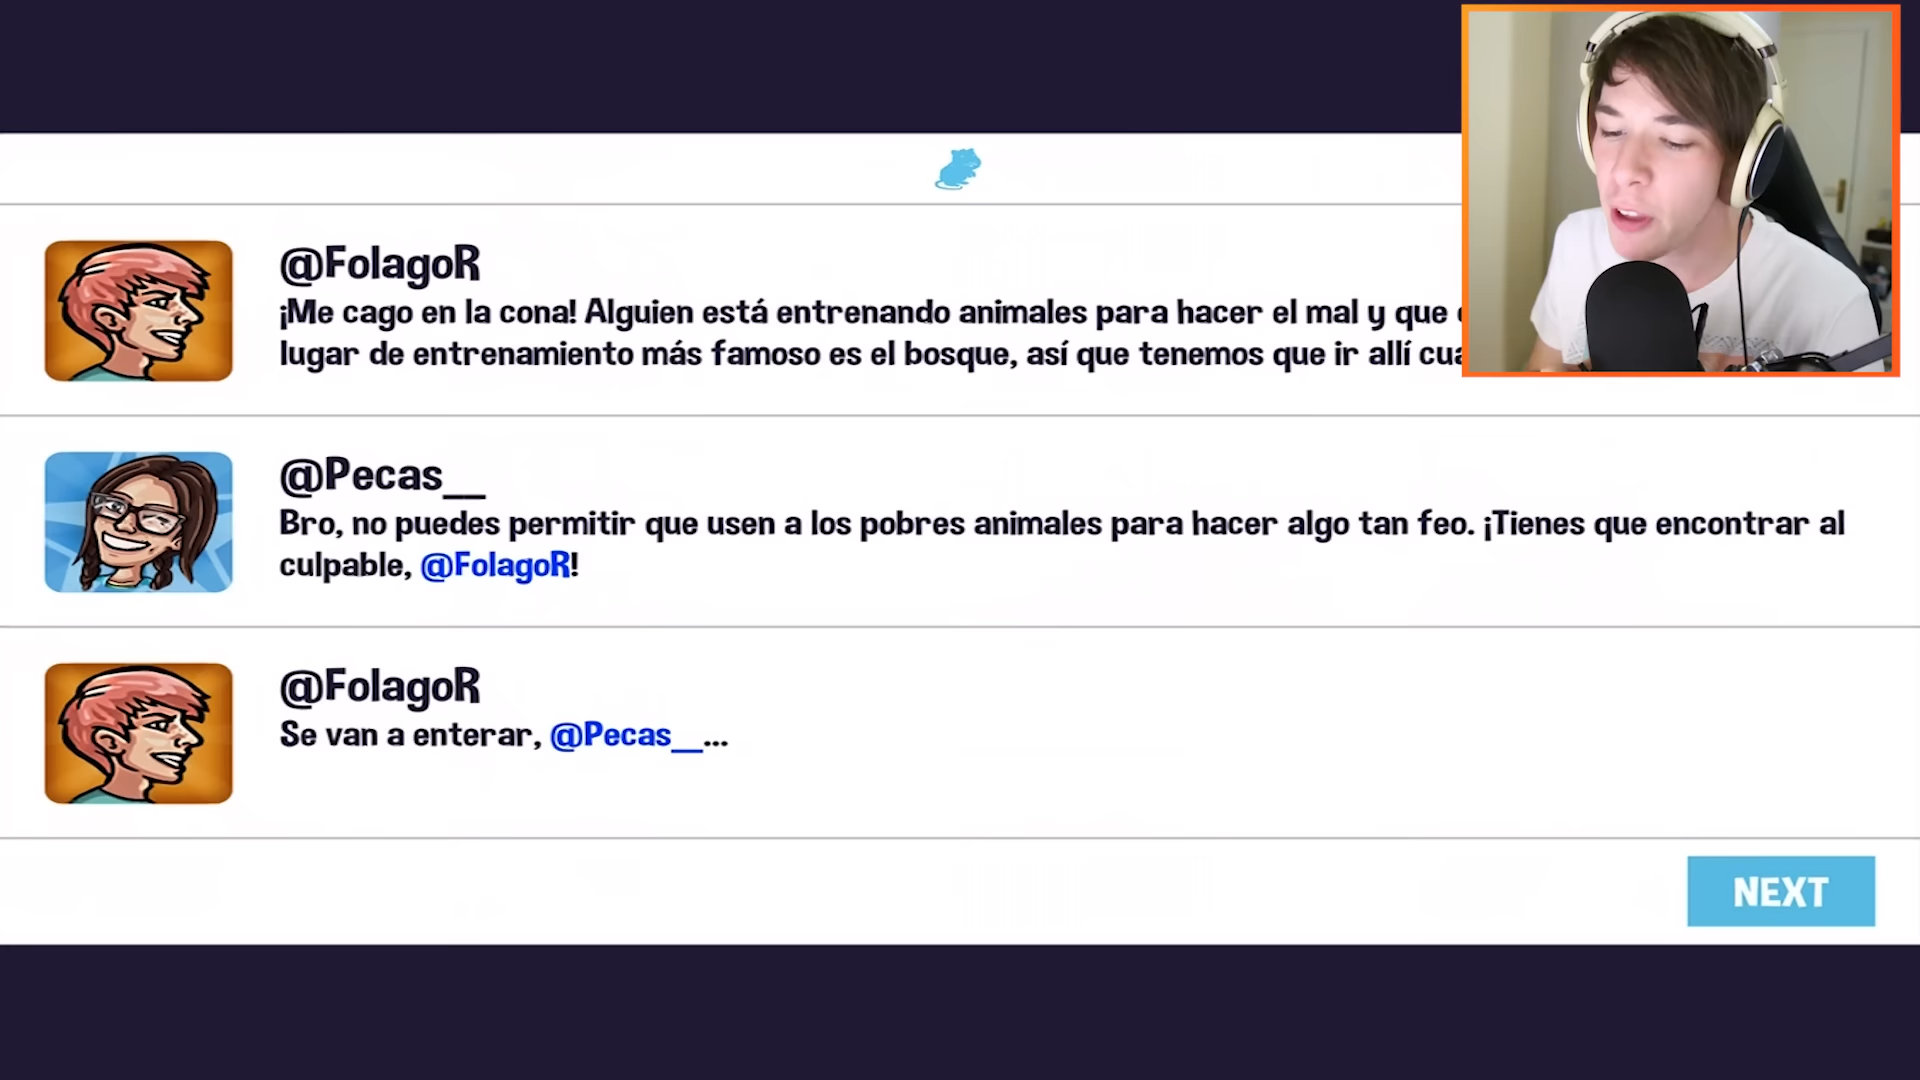 @FolagoR
¡Me cago en la cona! Alguien está entrenando animales para hacer el mal y que
lugar de entrenamiento más famoso es el bosque, así que tenemos que ir allí
@Pecas__
Bro, no puedes permitir que usen a los pobres animales para hacer algo tan feo. ¡Tienes que encontrar al
culpable, @FolagoR!
@FolagoR
Se van a enterar, @Pecas__...
NEXT